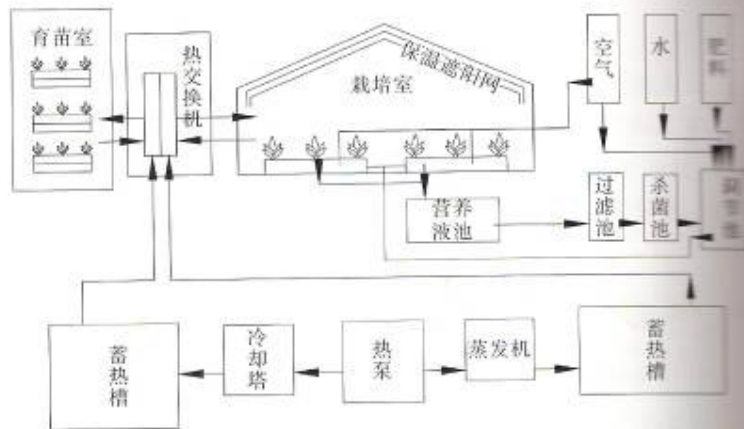 育苗室
热交换机
保温遮阳网
栽培室
空气
水
肥料
营养液池
过滤池
杀菌池
蓄热槽
冷却塔
热泵
蒸发机
蓄热槽